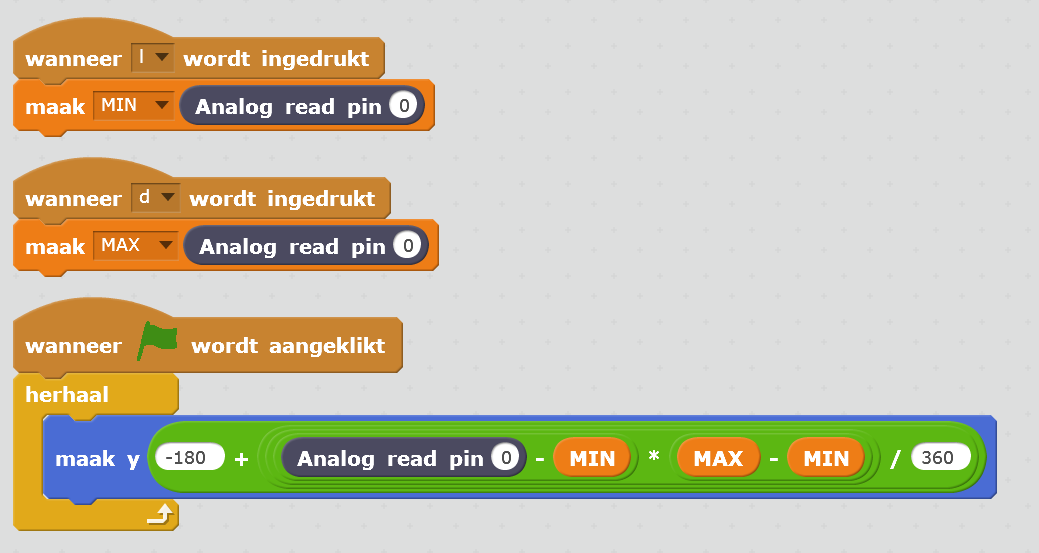 wanneer l wordt ingedrukt
maak MIN Analog read pin 0
wanneer d wordt ingedrukt
maak MAX Analog read pin 0
wanneer wordt aangeklikt
herhaal
maak y -180 + Analog read pin 0 - MIN * MAX - MIN / 360